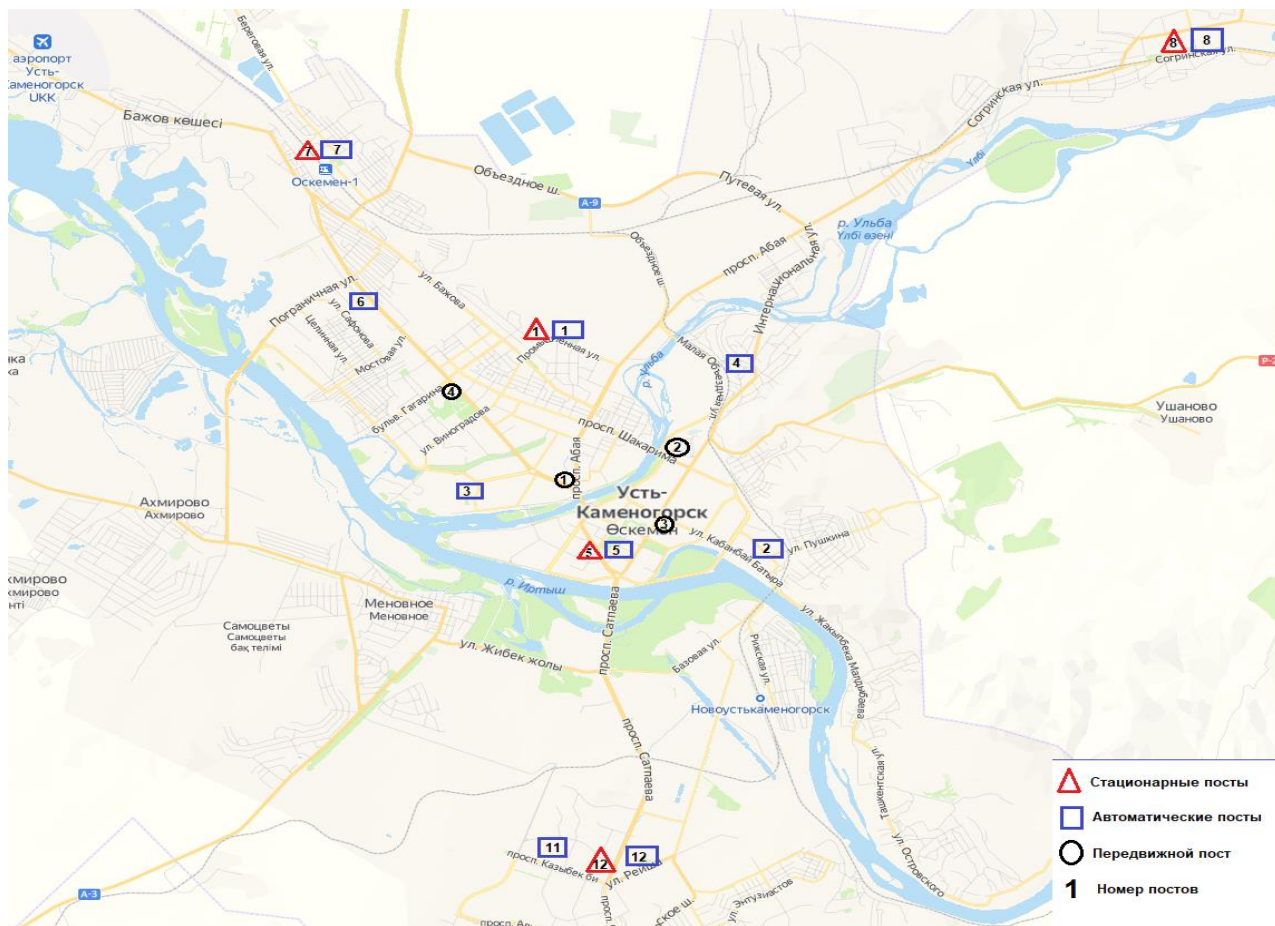 аэропорт
Усть-
Каменогорск
UKK
Береговая ул.
Бажов көшесі
7
7
Оскемен-1
Объездное ш.
А-9
Путевая ул.
8
8
Согринская ул.
Согринская ул.
Үлбі
р. Ульба
Үлбі өзені
Объездное ш.
просп. Абая
Интернациональная ул.
Пограничная ул.
ул. Бажова
6
ул. Сафонова
Целинная ул.
Мостовая ул.
1
1
Промышленная ул.
р. Ульба
Малая Объездная ул.
4
4
бульв. Гагарина
ул. Виноградова
просп. Шакарима
2
Ушаново
Ушаново
просп. Абая
1
3
Усть-
Каменогорск
Өскемен
3
Ахмирово
Ахмирово
5
5
ул. Кабанбай Батыра
2
ул. Пушкина
р. Иртыш
Меновное
Меновное
Самоцветы
Самоцветы
бақ телімі
ул. Жибек жолы
просп. Сатпаева
Базовая ул.
Рижская ул.
ул. Жакыпбека Малдыбаева
Новоустькаменогорск
просп. Сатпаева
Ташкентская ул.
ул. Островского
11
12
12
просп. Казыбек би
ул. Рейша
ул. Энтузиастов
А-3
Стационарные посты
Автоматические посты
Передвижной пост
1 Номер постов